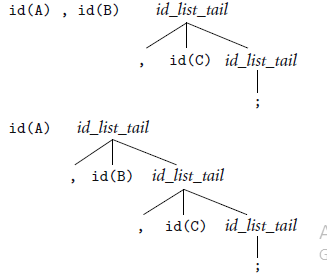 id(A) , id(B) id_list_tail
, id(C) id_list_tail
;
id(A) id_list_tail
, id(B) id_list_tail
, id(C) id_list_tail
;